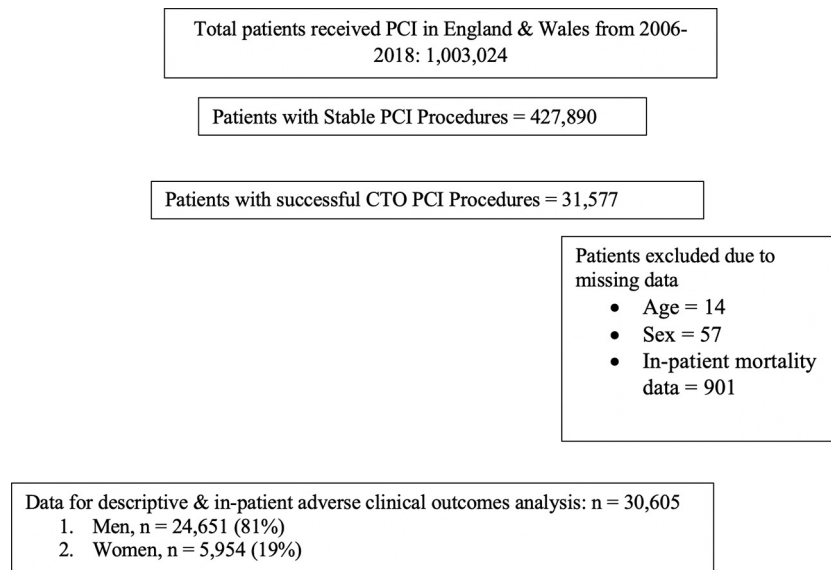 Total patients received PCI in England & Wales from 2006-
2018: 1,003,024
Patients with Stable PCI Procedures = 427,890
Patients with successful CTO PCI Procedures = 31,577
Patients excluded due to
missing data
• Age = 14
• Sex = 57
• In-patient mortality
data = 901
Data for descriptive & in-patient adverse clinical outcomes analysis: n = 30,605
1. Men, n = 24,651 (81%)
2. Women, n = 5,954 (19%)